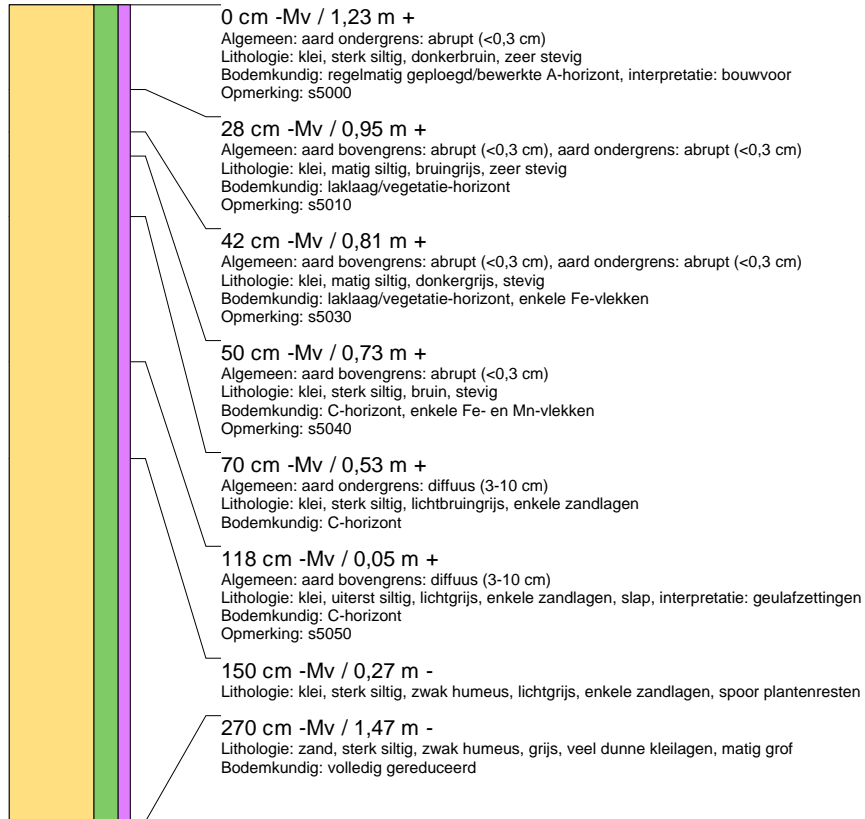 0 cm -Mv / 1,23 m +
Algemeen: aard ondergrens: abrupt (<0,3 cm)
Lithologie: klei, sterk siltig, donkerbruin, zeer stevig
Bodemkundig: regelmatig geploegd/bewerkte A-horizont, interpretatie: bouwvoor
Opmerking: s5000
28 cm -Mv / 0,95 m +
Algemeen: aard bovengrens: abrupt (<0,3 cm), aard ondergrens: abrupt (<0,3 cm)
Lithologie: klei, matig siltig, bruingrijs, zeer stevig
Bodemkundig: laklaag/vegetatie-horizont
Opmerking: s5010
42 cm -Mv / 0,81 m +
Algemeen: aard bovengrens: abrupt (<0,3 cm), aard ondergrens: abrupt (<0,3 cm)
Lithologie: klei, matig siltig, donkergrijs, stevig
Bodemkundig: laklaag/vegetatie-horizont, enkele Fe-vlekken
Opmerking: s5030
50 cm -Mv / 0,73 m +
Algemeen: aard bovengrens: abrupt (<0,3 cm)
Lithologie: klei, sterk siltig, bruin, stevig
Bodemkundig: C-horizont, enkele Fe- en Mn-vlekken
Opmerking: s5040
70 cm -Mv / 0,53 m +
Algemeen: aard ondergrens: diffuus (3-10 cm)
Lithologie: klei, sterk siltig, lichtbruingrijs, enkele zandlagen
Bodemkundig: C-horizont
118 cm -Mv / 0,05 m +
Algemeen: aard bovengrens: diffuus (3-10 cm)
Lithologie: klei, uiterst siltig, lichtgrijs, enkele zandlagen, slap, interpretatie: geulafzettingen
Bodemkundig: C-horizont
Opmerking: s5050
150 cm -Mv / 0,27 m -
Lithologie: klei, sterk siltig, zwak humeus, lichtgrijs, enkele zandlagen, spoor plantenresten
270 cm -Mv / 1,47 m -
Lithologie: zand, sterk siltig, zwak humeus, grijs, veel dunne kleilagen, matig grof
Bodemkundig: volledig gereduceerd